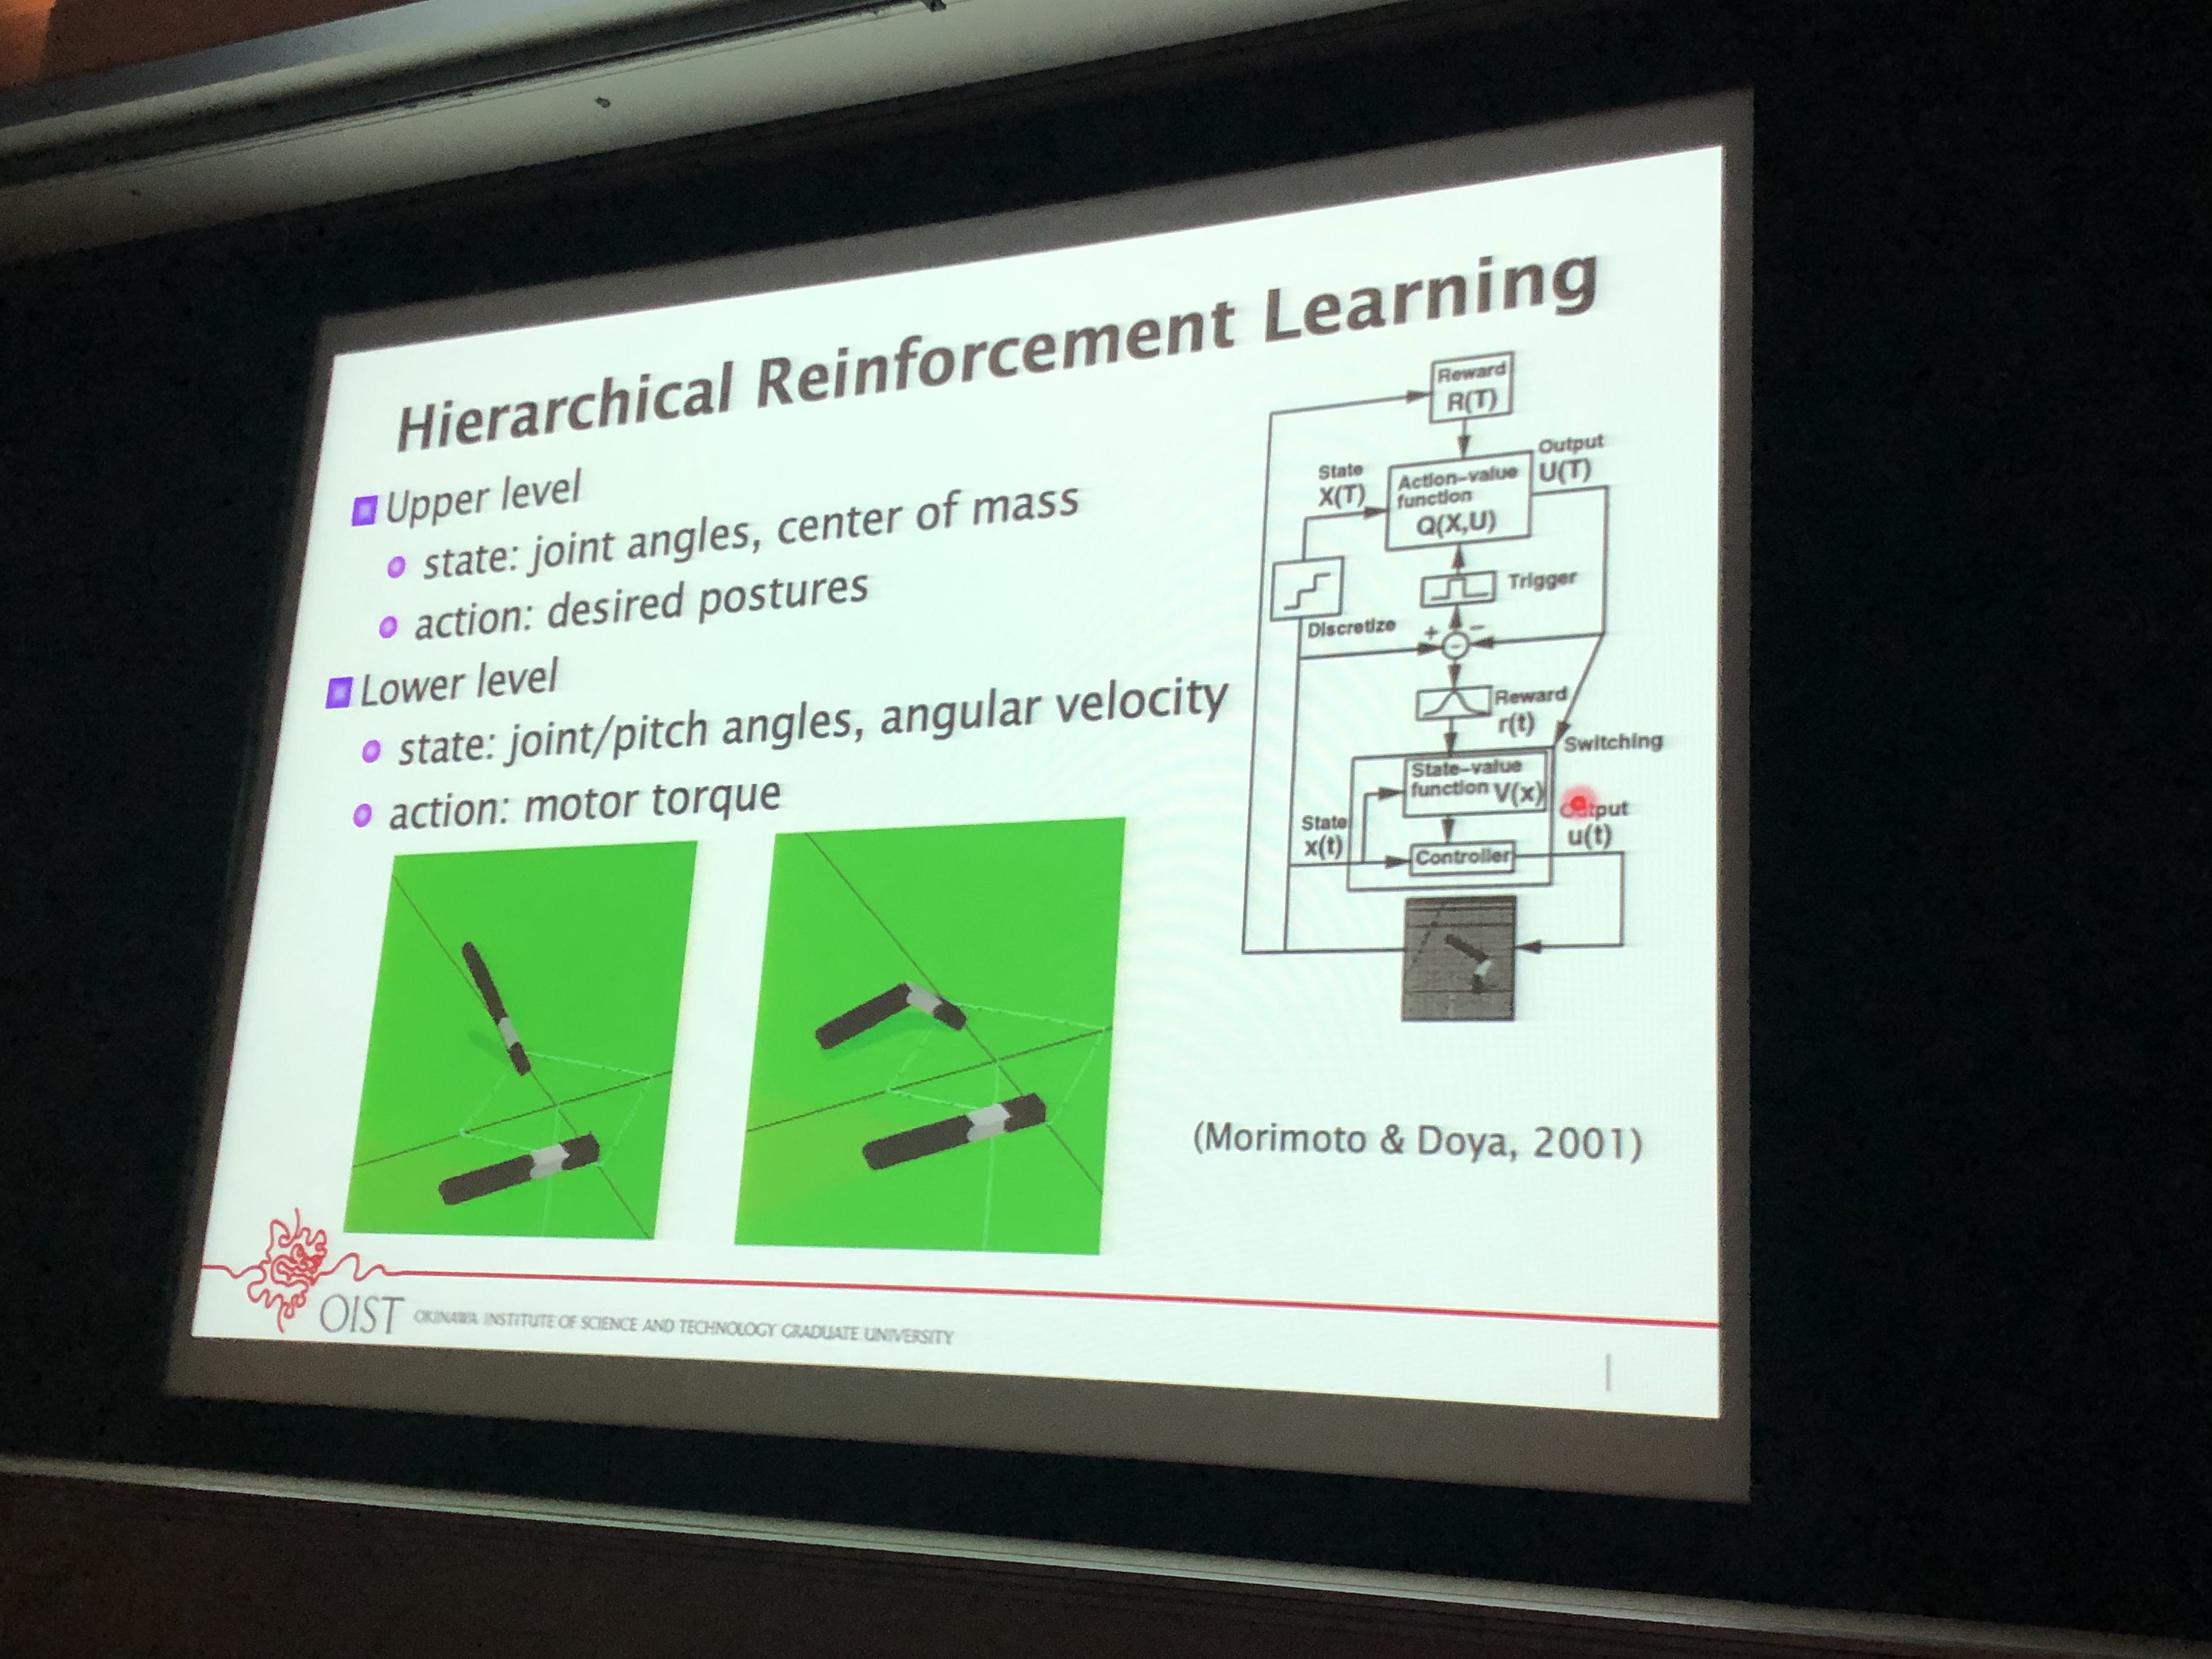 Hierarchical Reinforcement Learning
Upper level
state: joint angles, center of mass
action: desired postures
Lower level
state: joint/pitch angles, angular velocity
action: motor torque
Reward
R(T)
Output
U(T)
State
X(T)
Action-value
function
Q(X,U)
Trigger
Discretize
+
−
Reward
r(t)
Switching
State-value
function V(x)
Output
u(t)
State
x(t)
Controller
(Morimoto & Doya, 2001)
OIST OKINAWA INSTITUTE OF SCIENCE AND TECHNOLOGY GRADUATE UNIVERSITY